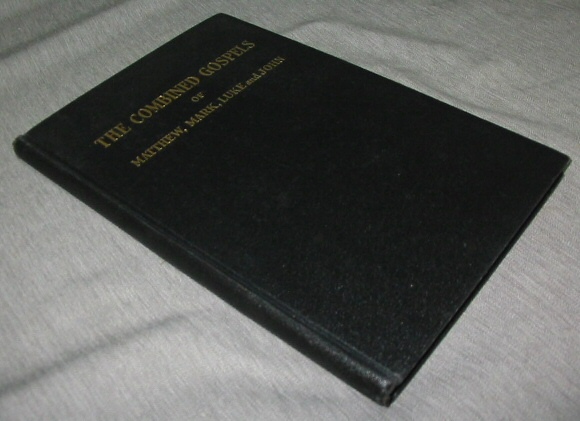 THE COMBINED GOSPELS
OF
MATTHEW, MARK, LUKE and JOHN